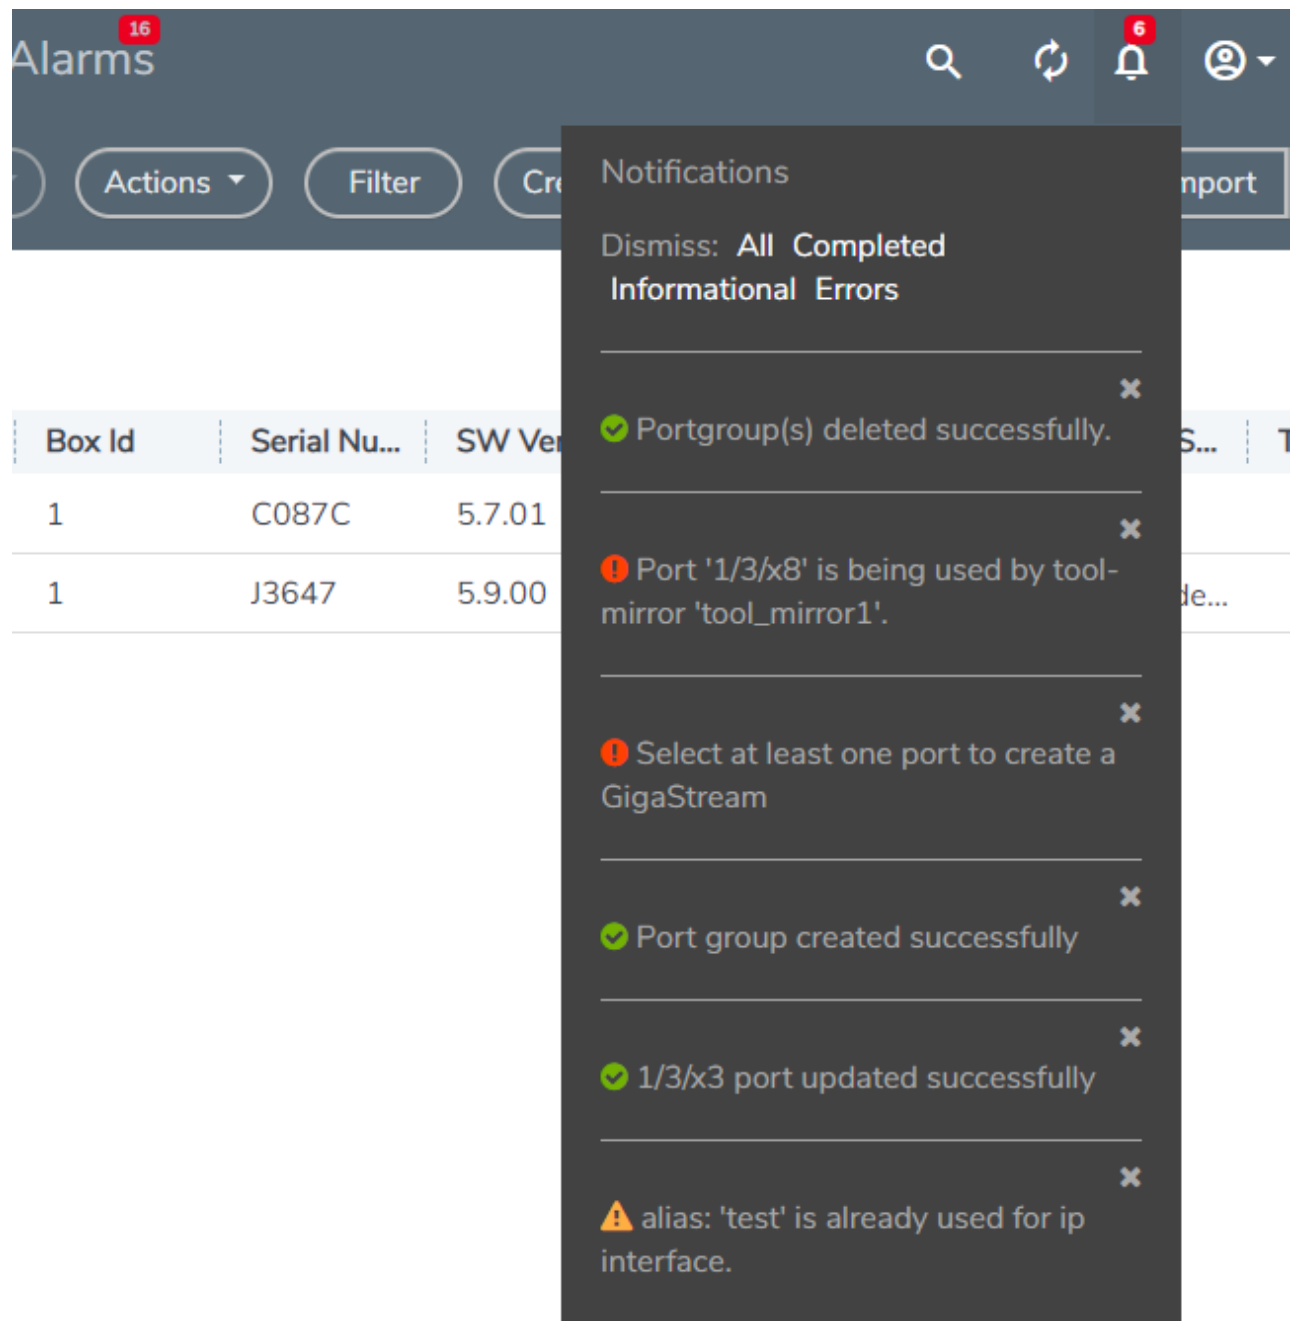 16
Alarms
6
Actions
Filter
Notifications
Dismiss: All Completed
Informational Errors
Box Id
Serial Nu...
SW Ver
S...
1
C087C
5.7.01
1
J3647
5.9.00
de...
Portgroup(s) deleted successfully.
Port '1/3/x8' is being used by tool-
mirror 'tool_mirror1'.
Select at least one port to create a
GigaStream
Port group created successfully
1/3/x3 port updated successfully
alias: 'test' is already used for ip
interface.